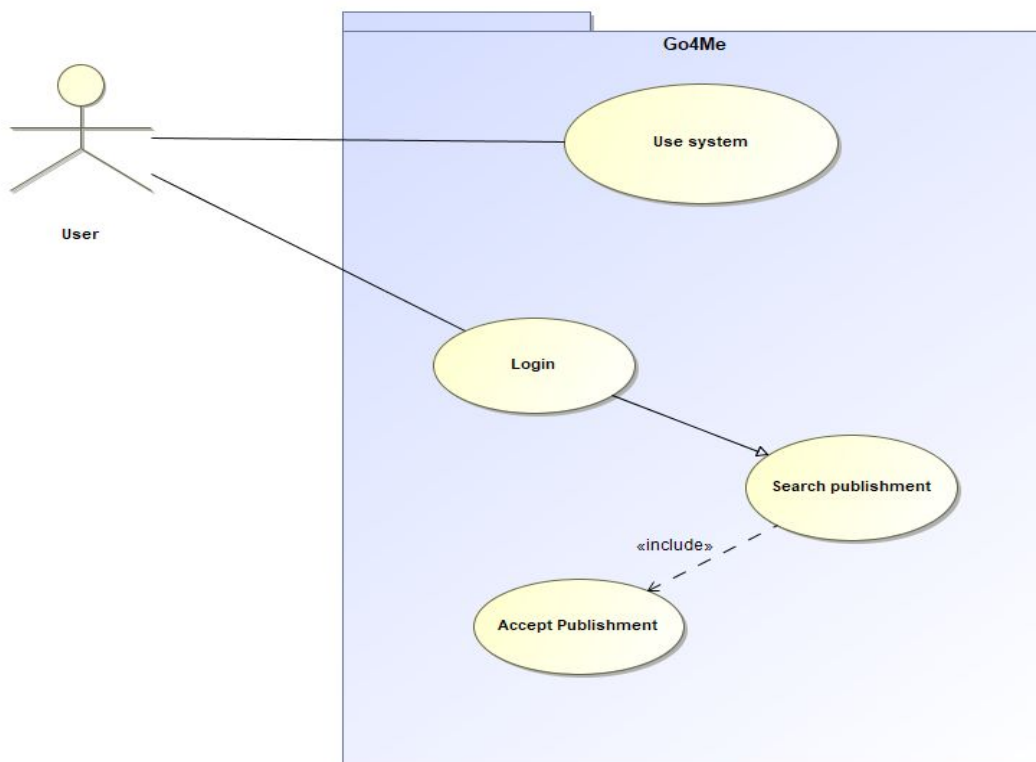 Go4Me
Use system
User
Login
Search publishment
«include»
Accept Publishment